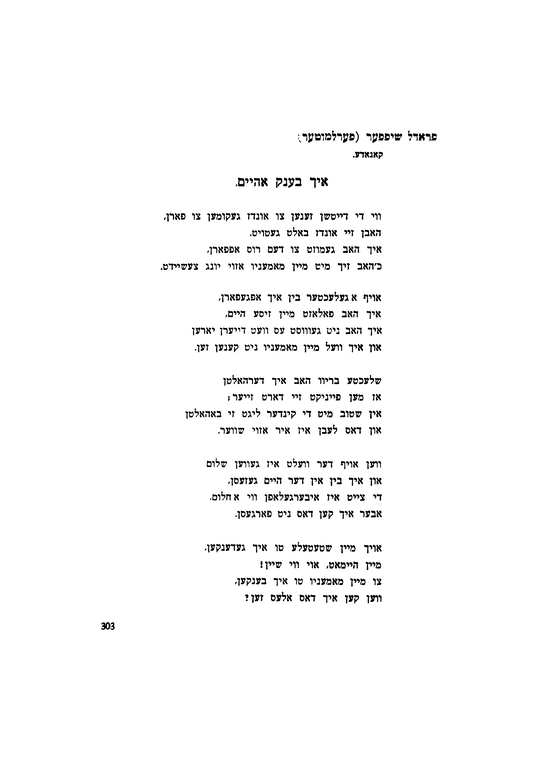 פראדל שיפפער (פערלמוטער)
קאנאדע.
איך בענק אהיים.
ווי די דייטשן זענען צו אונדז געקומען צו פארן,
האבן זיי אונדז באלט געטויט.
איך האב געמוזט צו דעם רוס אפפארן,
כ'האב זיך מיט מיין מאמעניו אזוי יונג צעשיידט.
אויף א געלעכטער בין איך אפגעפארן,
איך האב פאלאזט מיין זיסע היים,
איך האב ניט געוווסט עס וועט דייערן יארען
און איך וועל מיין מאמעניו ניט קענען זען.
שלעכטע בריוו האב איך דערהאלטן
אז מען פייניקט זיי דארט זייער;
אין שטוב מיט די קינדער ליגט זי באהאלטן
און דאס לעבן איז איר אזוי שווער.
ווען אויף דער וועלט איז געווען שלום
און איך בין אין דער היים געזעסן,
די צייט איז איבערגעלאפן ווי א חלום.
אבער איך קען דאס ניט פארגעסן.
אויך מיין שטעטעלע טו איך געדענקען,
מיין היימאט, אוי ווי שיין!
צו מיין מאמעניו טו איך בענקען,
ווען קען איך דאס אלעס זען?
303